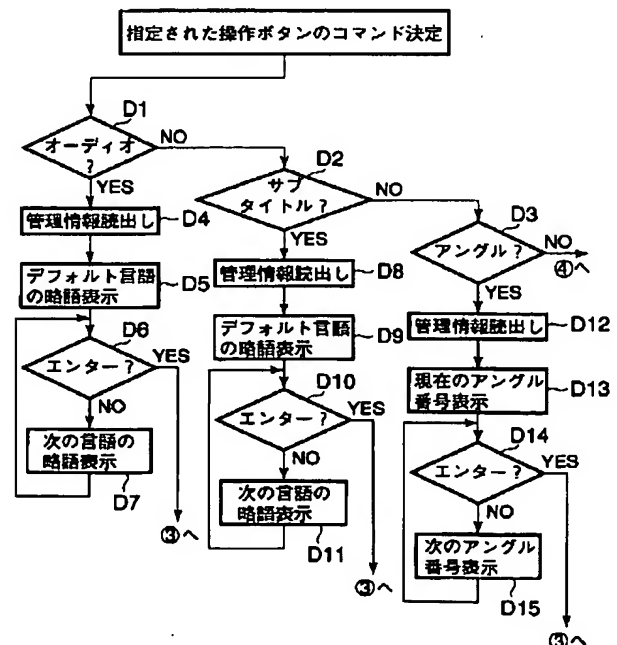 指定された操作ボタンのコマンド決定
D1
オーディオ
?
NO
YES
管理情報読出し
D4
デフォルト言語
の略語表示
D5
D6
エンター?
YES
NO
次の言語の
略語表示
D7
③へ
D2
サブ
タイトル?
NO
YES
管理情報読出し
D8
デフォルト言語
の略語表示
D9
D10
エンター?
YES
NO
次の言語の
略語表示
D11
③へ
D3
アングル?
NO
④へ
YES
管理情報読出し
D12
現在のアングル
番号表示
D13
D14
エンター?
YES
NO
次のアングル
番号表示
D15
③へ